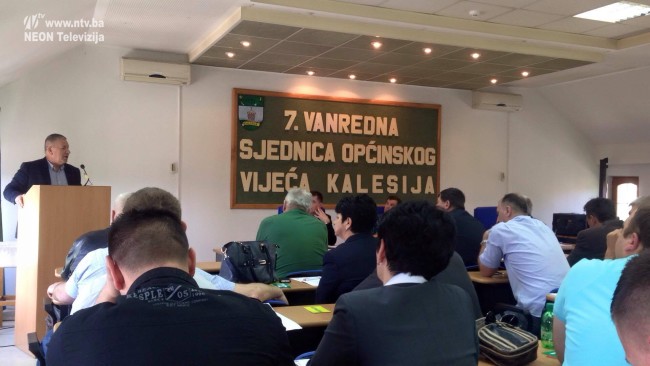 www.ntv.ba
NEON Televizija
7. VANREDNA
SJEDNICA OPĆINSKOG
VIJEĆA KALESIJA